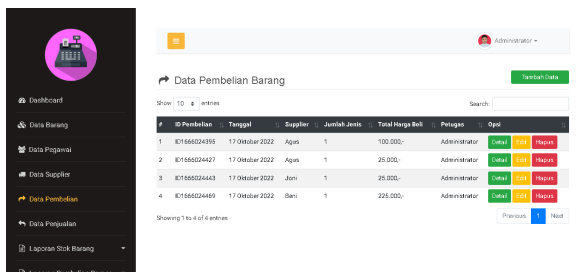 Administrator
Data Pembelian Barang
Tambah Data
Dashboard
Data Barang
Data Pegawai
Data Supplier
Data Pembelian
Data Penjualan
Laporan Stok Barang
Show 10 entries
Search:
# ID Pembelian Tanggal Supplier Jumlah Jenis Total Harga Beli Petugas Opsi
1 ID1666024395 17 Oktober 2022 Agus 1 100.000,- Administrator Detail Edit Hapus
2 ID1666024427 17 Oktober 2022 Agus 1 25.000,- Administrator Detail Edit Hapus
3 ID1666024443 17 Oktober 2022 Joni 1 25.000,- Administrator Detail Edit Hapus
4 ID1666024469 17 Oktober 2022 Beni 1 225.000,- Administrator Detail Edit Hapus
Showing 1 to 4 of 4 entries
Previous 1 Next